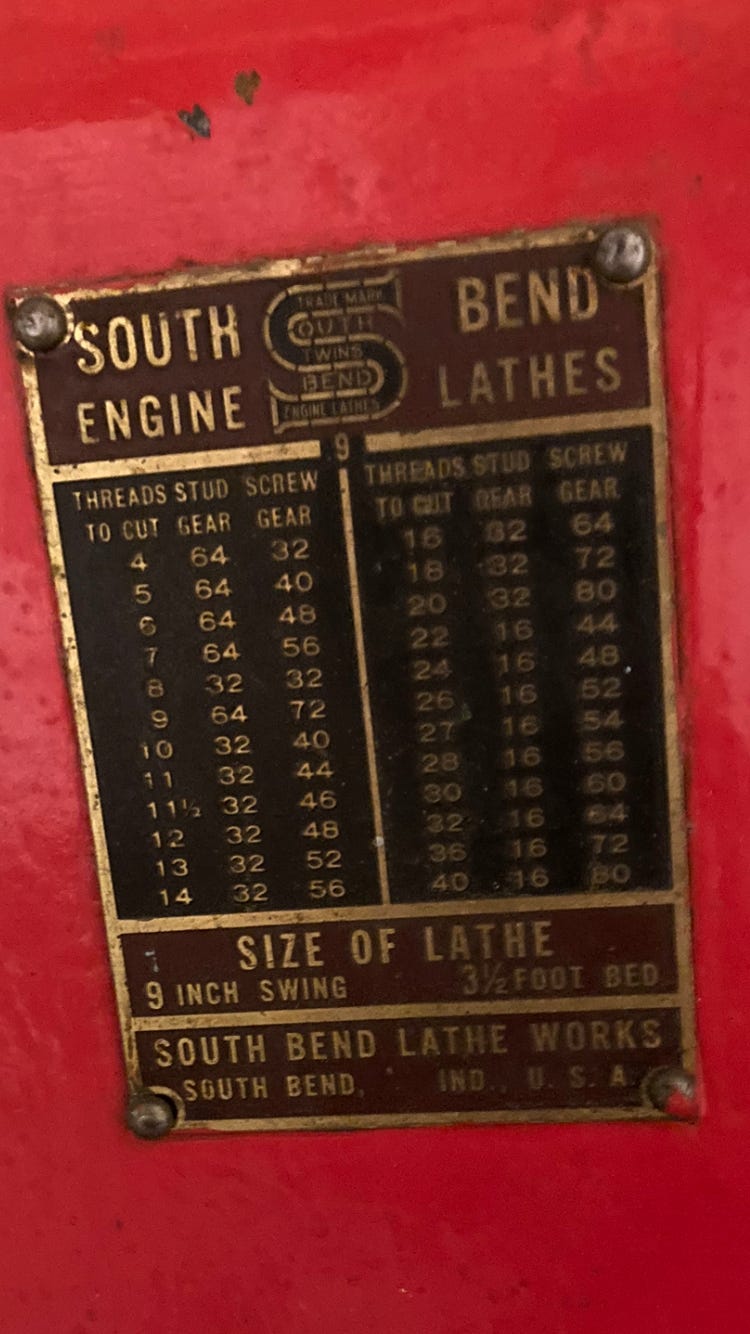 SOUTH BEND
ENGINE LATHES
TRADE MARK
SOUTH
TWINS
BEND
ENGINE LATHES
9
THREADS STUD SCREW
TO CUT GEAR GEAR
4 64 32
5 64 40
6 64 48
7 64 56
8 32 32
9 64 72
10 32 40
11 32 44
11½ 32 46
12 32 48
13 32 52
14 32 56
THREADS STUD SCREW
TO CUT GEAR GEAR
16 32 64
18 32 72
20 32 80
22 16 44
24 16 48
26 16 52
27 16 54
28 16 56
30 16 60
32 16 64
36 16 72
40 16 80
SIZE OF LATHE
9 INCH SWING 3½ FOOT BED
SOUTH BEND LATHE WORKS
SOUTH BEND, IND., U. S. A.